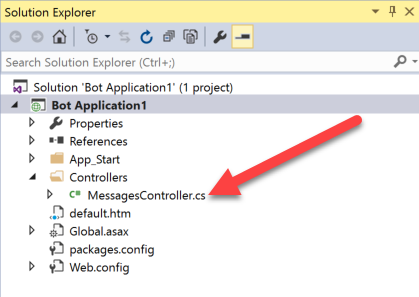 Solution Explorer
Search Solution Explorer (Ctrl+;)
Solution 'Bot Application1' (1 project)
Bot Application1
Properties
References
App_Start
Controllers
C# MessagesController.cs
default.htm
Global.asax
packages.config
Web.config